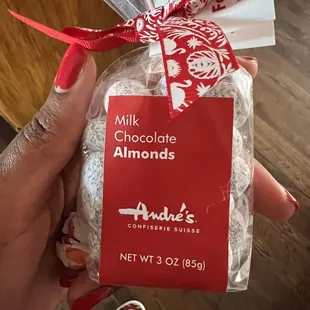 Milk
Chocolate
Almonds
André's
CONFISERIE SUISSE
NET WT 3 OZ (85g)